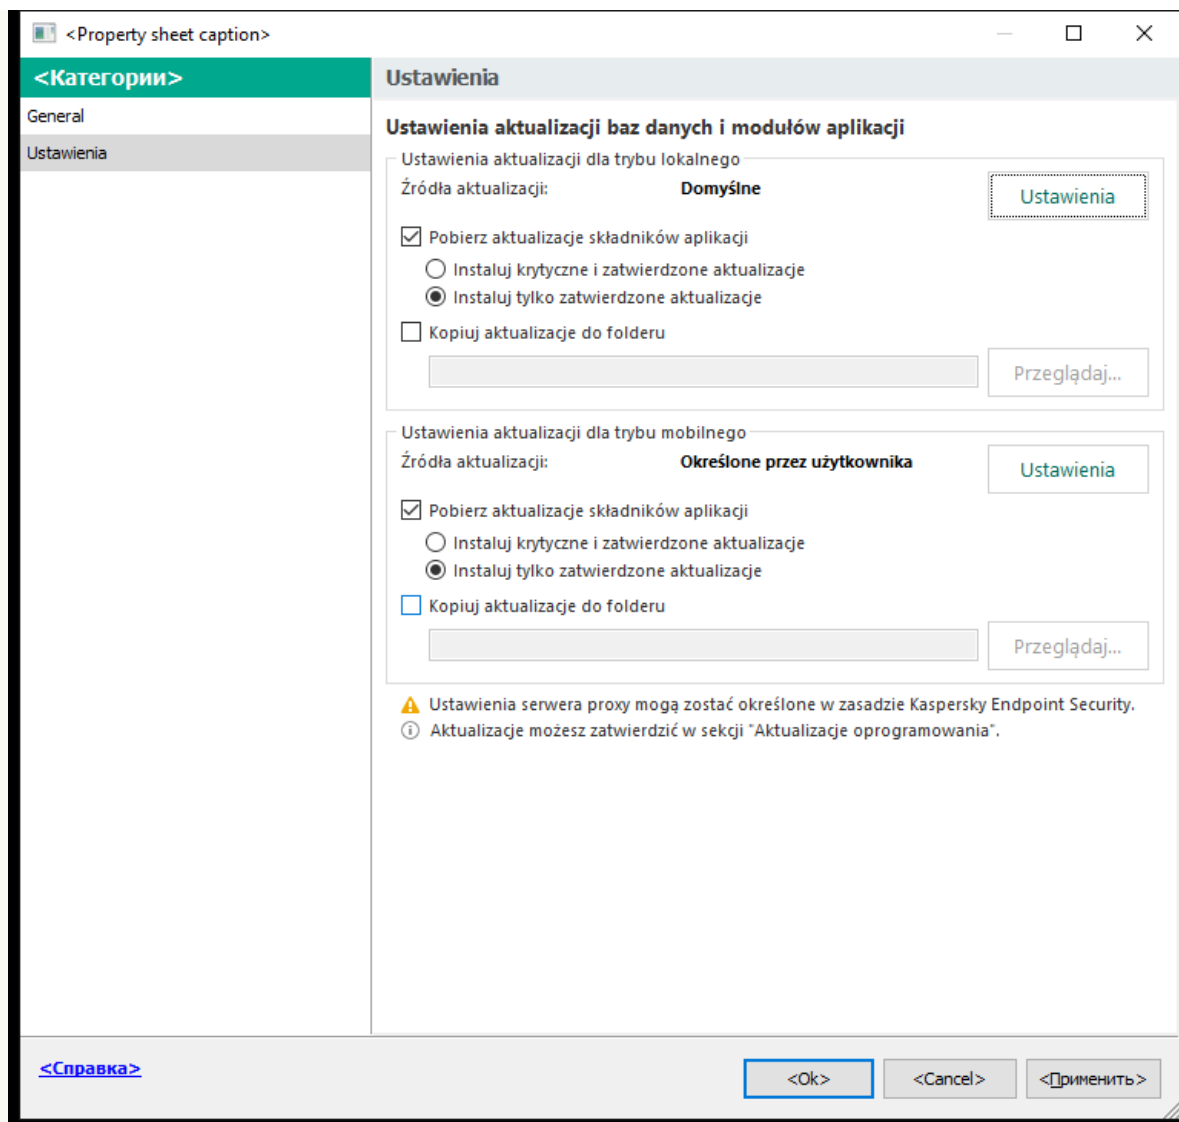 <Property sheet caption>
<Категории>
General
Ustawienia
Ustawienia
Ustawienia aktualizacji baz danych i modułów aplikacji
Ustawienia aktualizacji dla trybu lokalnego
Źródła aktualizacji: Domyślne Ustawienia
Pobierz aktualizacje składników aplikacji
Instaluj krytyczne i zatwierdzone aktualizacje
Instaluj tylko zatwierdzone aktualizacje
Kopiuj aktualizacje do folderu
Przeglądaj...
Ustawienia aktualizacji dla trybu mobilnego
Źródła aktualizacji: Określone przez użytkownika Ustawienia
Pobierz aktualizacje składników aplikacji
Instaluj krytyczne i zatwierdzone aktualizacje
Instaluj tylko zatwierdzone aktualizacje
Kopiuj aktualizacje do folderu
Przeglądaj...
Ustawienia serwera proxy mogą zostać określone w zasadzie Kaspersky Endpoint Security.
Aktualizacje możesz zatwierdzić w sekcji "Aktualizacje oprogramowania".
<Справка>
<Ok> <Cancel> <Применить>